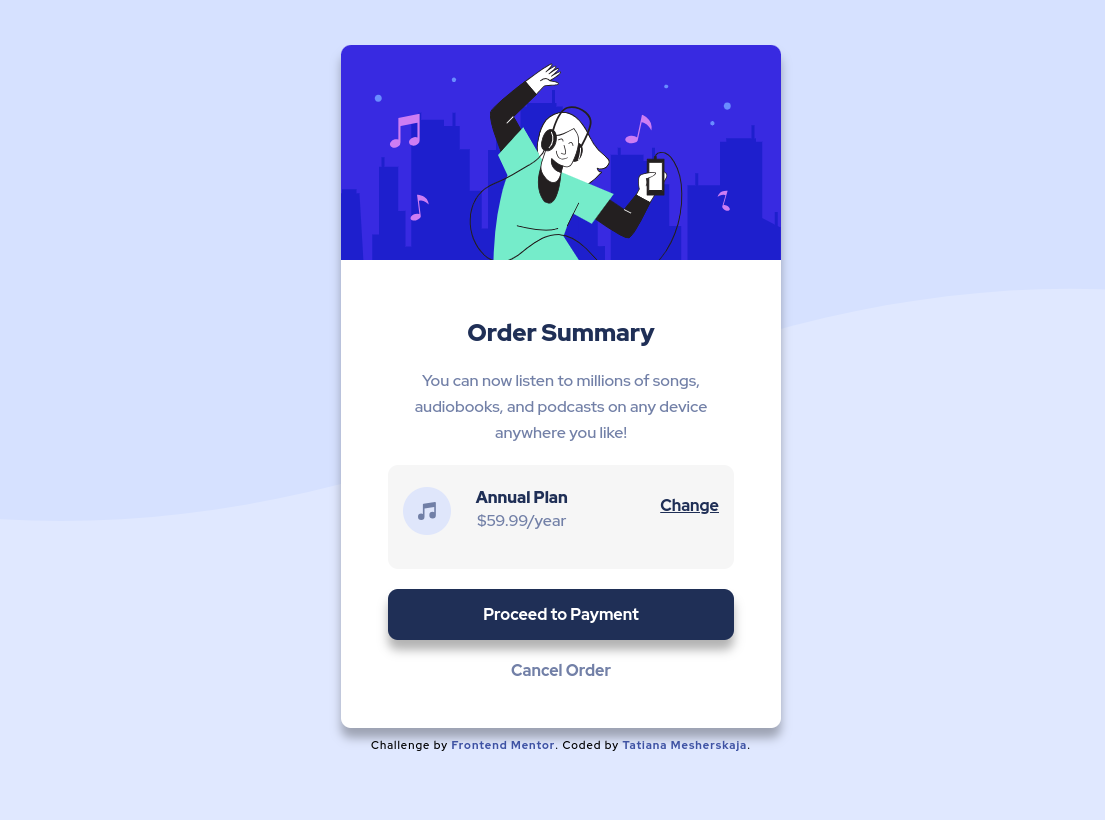 Order Summary
You can now listen to millions of songs,
audiobooks, and podcasts on any device
anywhere you like!
Annual Plan
$59.99/year
Change
Proceed to Payment
Cancel Order
Challenge by Frontend Mentor. Coded by Tatiana Mesherskaja.